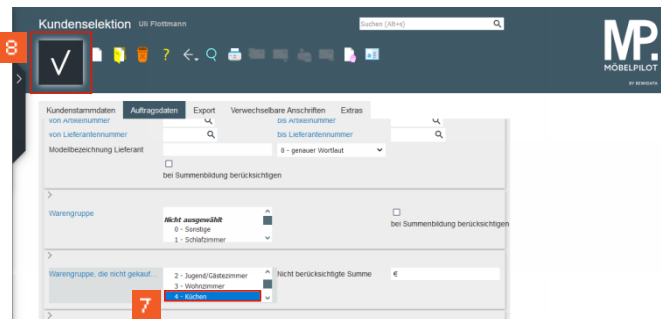 Kundenselektion Uli Flottmann
Suchen (Alt+s)
8
MÖBELPILOT
BY BEMIDATA
Kundenstammdaten Auftragsdaten Export Verwechselbare Anschriften Extras
von Artikelnummer bis Artikelnummer
von Lieferantennummer bis Lieferantennummer
Modellbezeichnung Lieferant 0 - genauer Wortlaut
bei Summenbildung berücksichtigen
Warengruppe
Nicht ausgewählt
0 - Sonstige
1 - Schlafzimmer
bei Summenbildung berücksichtigen
Warengruppe, die nicht gekauf...
2 - Jugend/Gästezimmer
3 - Wohnzimmer
4 - Küchen
Nicht berücksichtigte Summe €
7